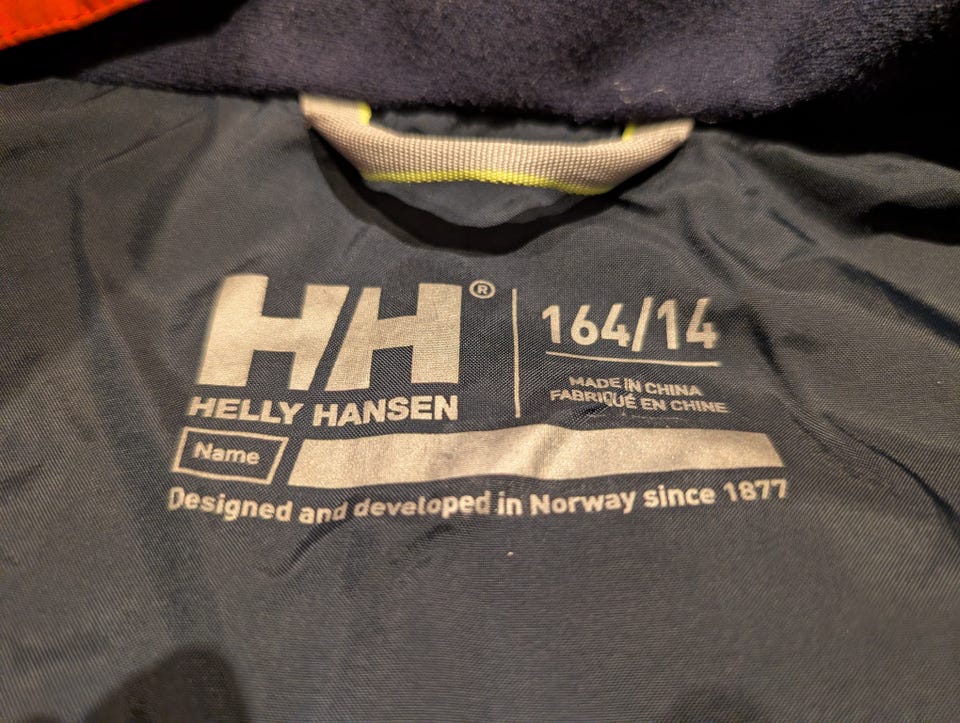 HH®
HELLY HANSEN
164/14
MADE IN CHINA
FABRIQUÉ EN CHINE
Name
Designed and developed in Norway since 1877